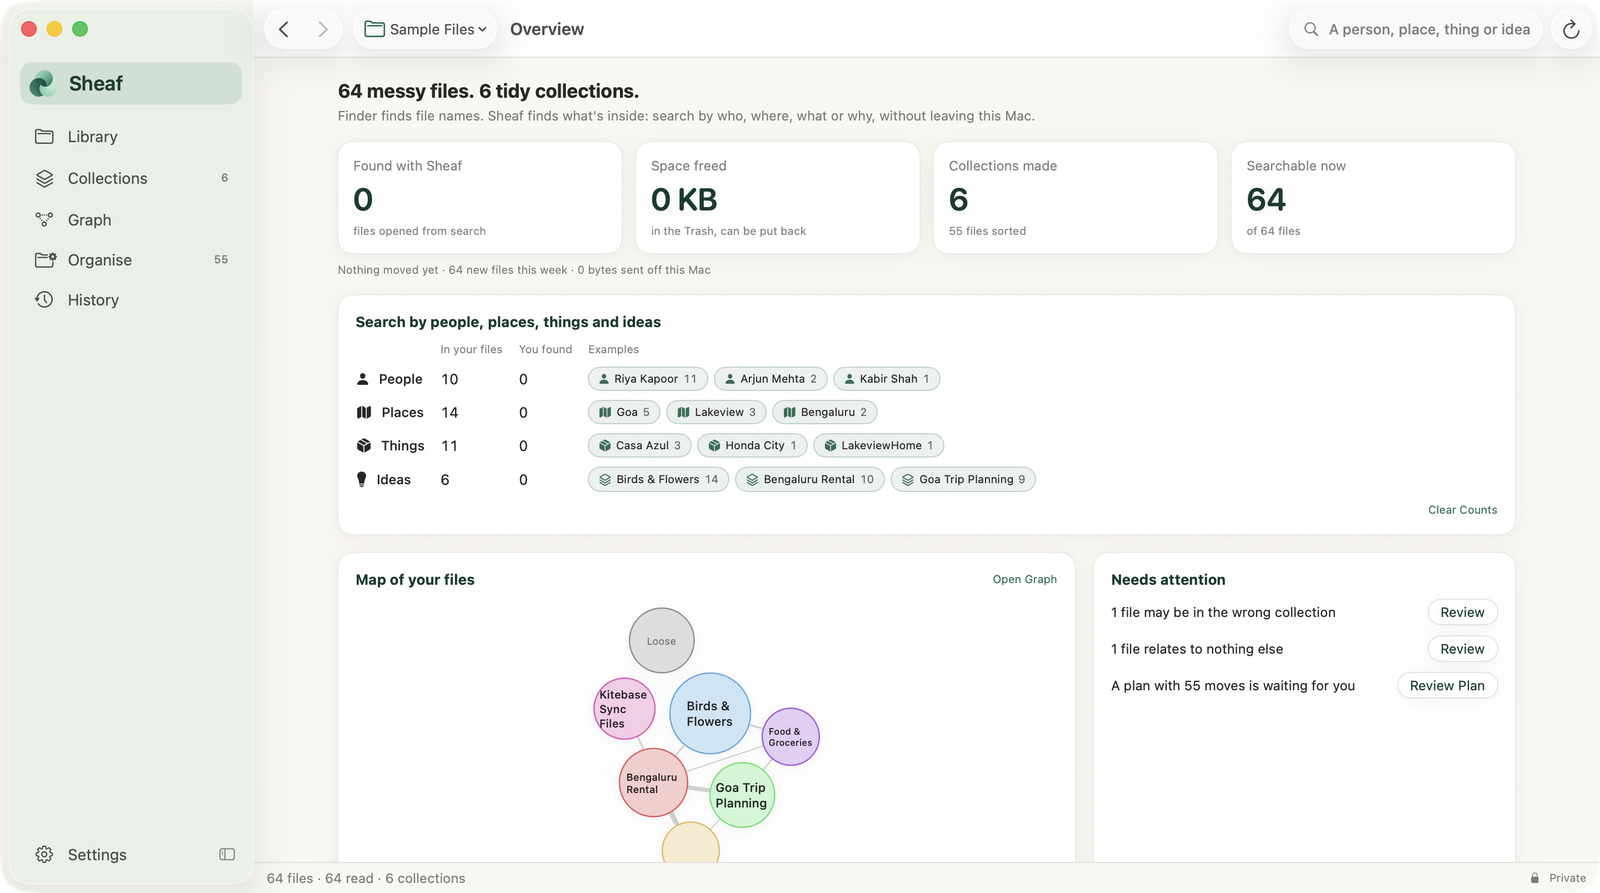 Sample Files
Overview
A person, place, thing or idea
Sheaf
Library
Collections 6
Graph
Organise 55
History
Settings
64 messy files. 6 tidy collections.
Finder finds file names. Sheaf finds what's inside: search by who, where, what or why, without leaving this Mac.
Found with Sheaf
0
files opened from search
Space freed
0 KB
in the Trash, can be put back
Collections made
6
55 files sorted
Searchable now
64
of 64 files
Nothing moved yet · 64 new files this week · 0 bytes sent off this Mac
Search by people, places, things and ideas
In your files You found Examples
People 10 0 Riya Kapoor 11 Arjun Mehta 2 Kabir Shah 1
Places 14 0 Goa 5 Lakeview 3 Bengaluru 2
Things 11 0 Casa Azul 3 Honda City 1 LakeviewHome 1
Ideas 6 0 Birds & Flowers 14 Bengaluru Rental 10 Goa Trip Planning 9
Clear Counts
Map of your files
Open Graph
Loose
Kitebase
Sync
Files
Birds &
Flowers
Food &
Groceries
Bengaluru
Rental
Goa Trip
Planning
Needs attention
1 file may be in the wrong collection Review
1 file relates to nothing else Review
A plan with 55 moves is waiting for you Review Plan
64 files · 64 read · 6 collections
Private